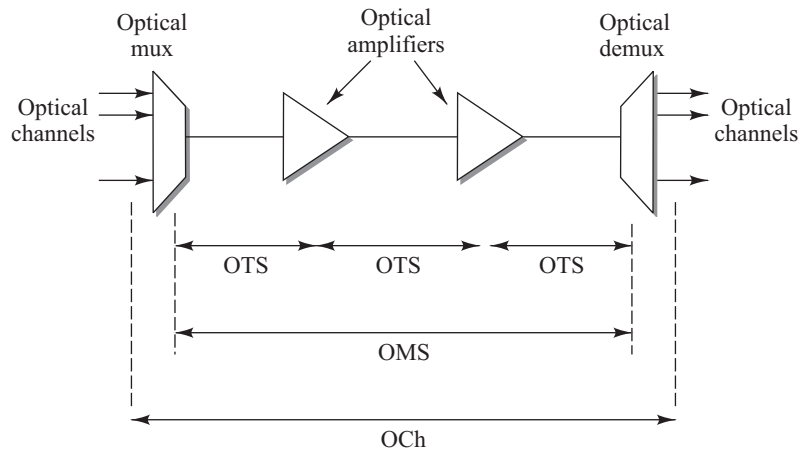 Optical
mux
Optical
amplifiers
Optical
demux
Optical
channels
Optical
channels
OTS
OTS
OTS
OMS
OCh